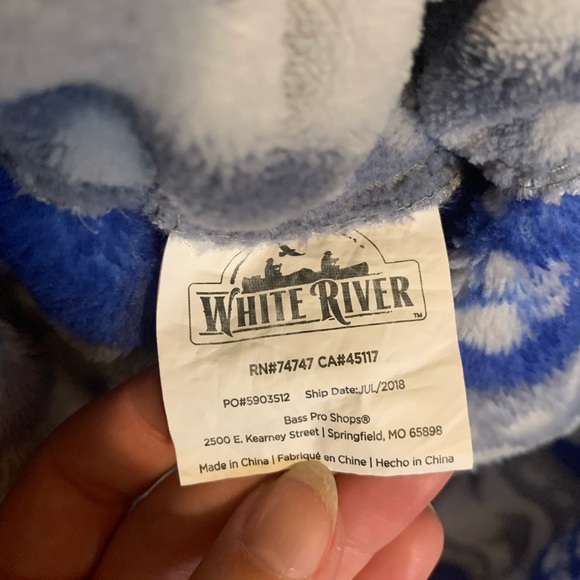 WHITE RIVER™
RN#74747 CA#45117
PO#5903512 Ship Date:JUL/2018
Bass Pro Shops®
2500 E. Kearney Street | Springfield, MO 65898
Made in China | Fabriqué en Chine | Hecho in China